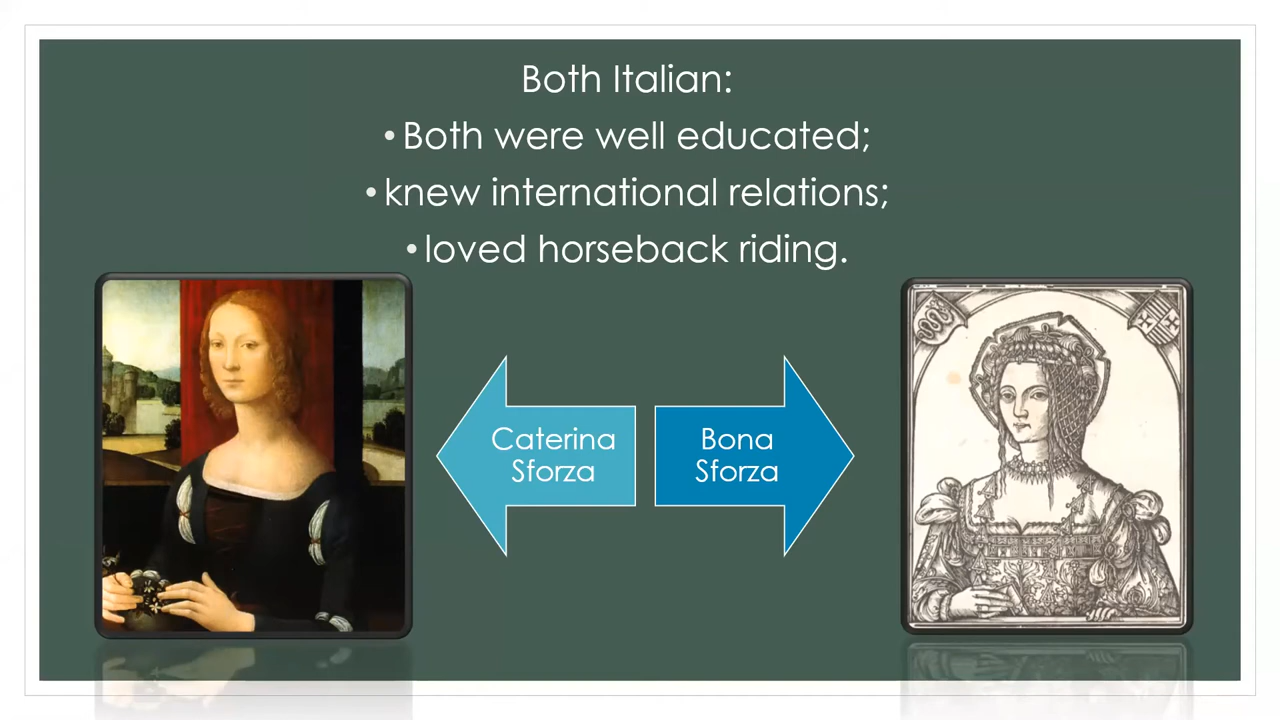 Both Italian:
• Both were well educated;
• knew international relations;
• loved horseback riding.
Caterina
Sforza
Bona
Sforza